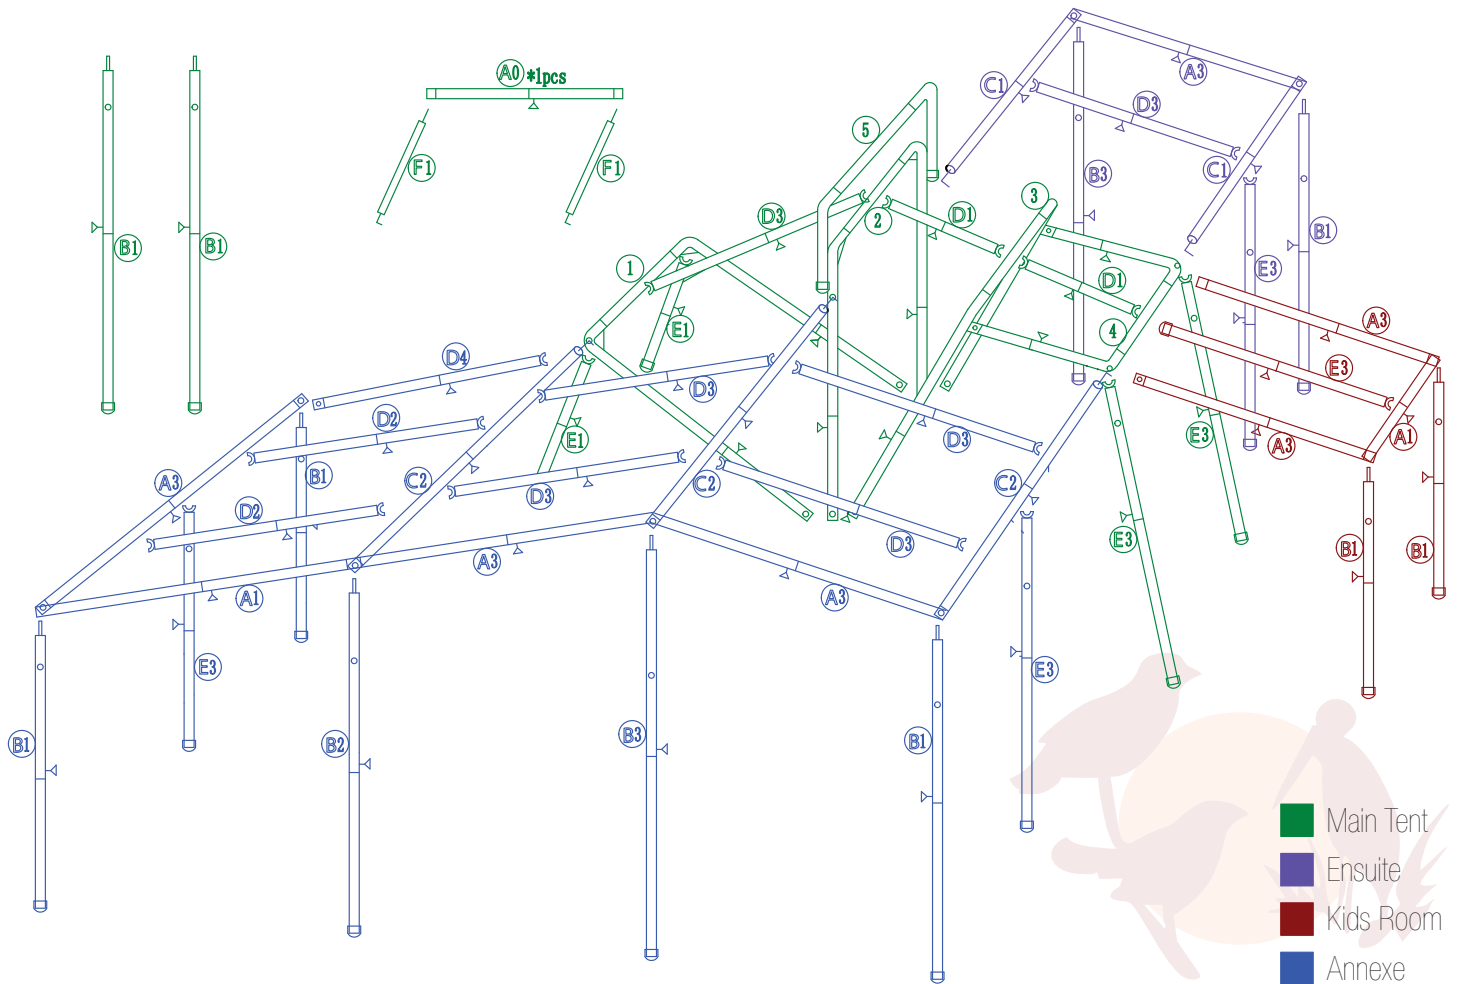 A0 *1pcs
A3
C1
D3
5
F1
F1
C1
B3
3
D3
D1
2
B1
B1
B1
1
E3
D1
A3
E1
4
D4
D3
E3
D2
A1
E3
D3
E1
A3
B1
A3
C2
C2
C2
D2
D3
E3
D3
B1
B1
A3
A1
A3
E3
B3
B1
B2
B1
Main Tent
Ensuite
Kids Room
Annexe